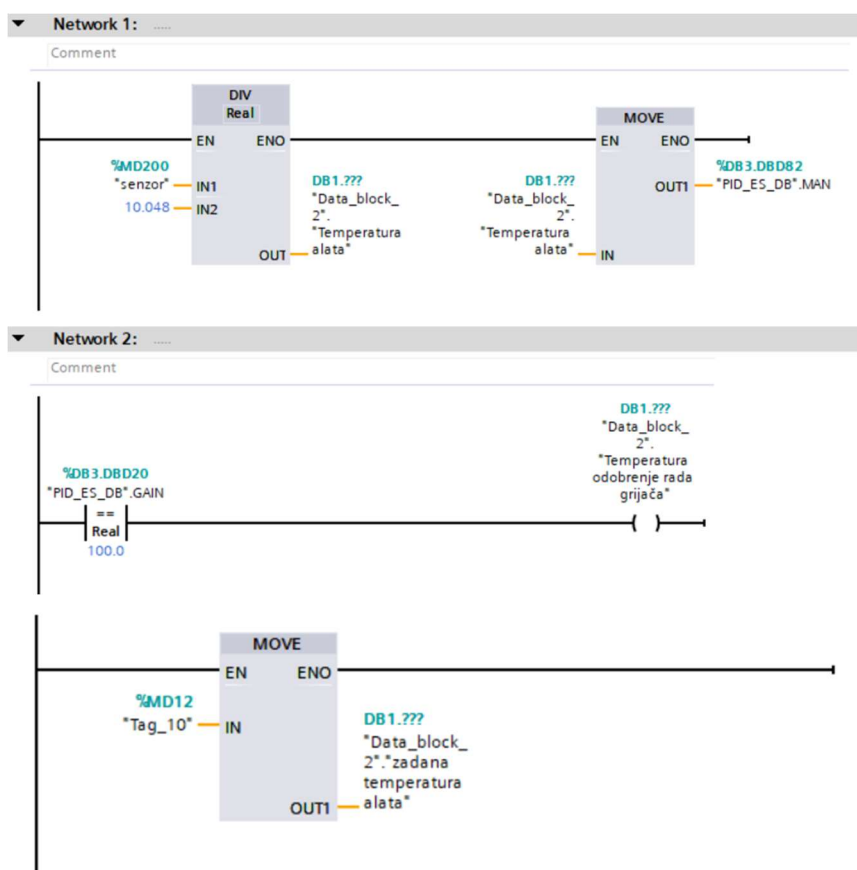 Network 1: .....
Comment
DIV
Real
EN ENO
%MD200
"senzor" IN1
10.048 IN2
DB1.???
"Data_block_
2".
"Temperatura
alata"
OUT
MOVE
EN ENO
DB1.???
"Data_block_
2".
"Temperatura
alata" IN
%DB3.DBD82
OUT1 "PID_ES_DB".MAN
Network 2: .....
Comment
%DB3.DBD20
"PID_ES_DB".GAIN
==
Real
100.0
DB1.???
"Data_block_
2".
"Temperatura
odobrenje rada
grijača"
( )
MOVE
EN ENO
%MD12
"Tag_10" IN
DB1.???
"Data_block_
2"."zadana
temperatura
OUT1 alata"